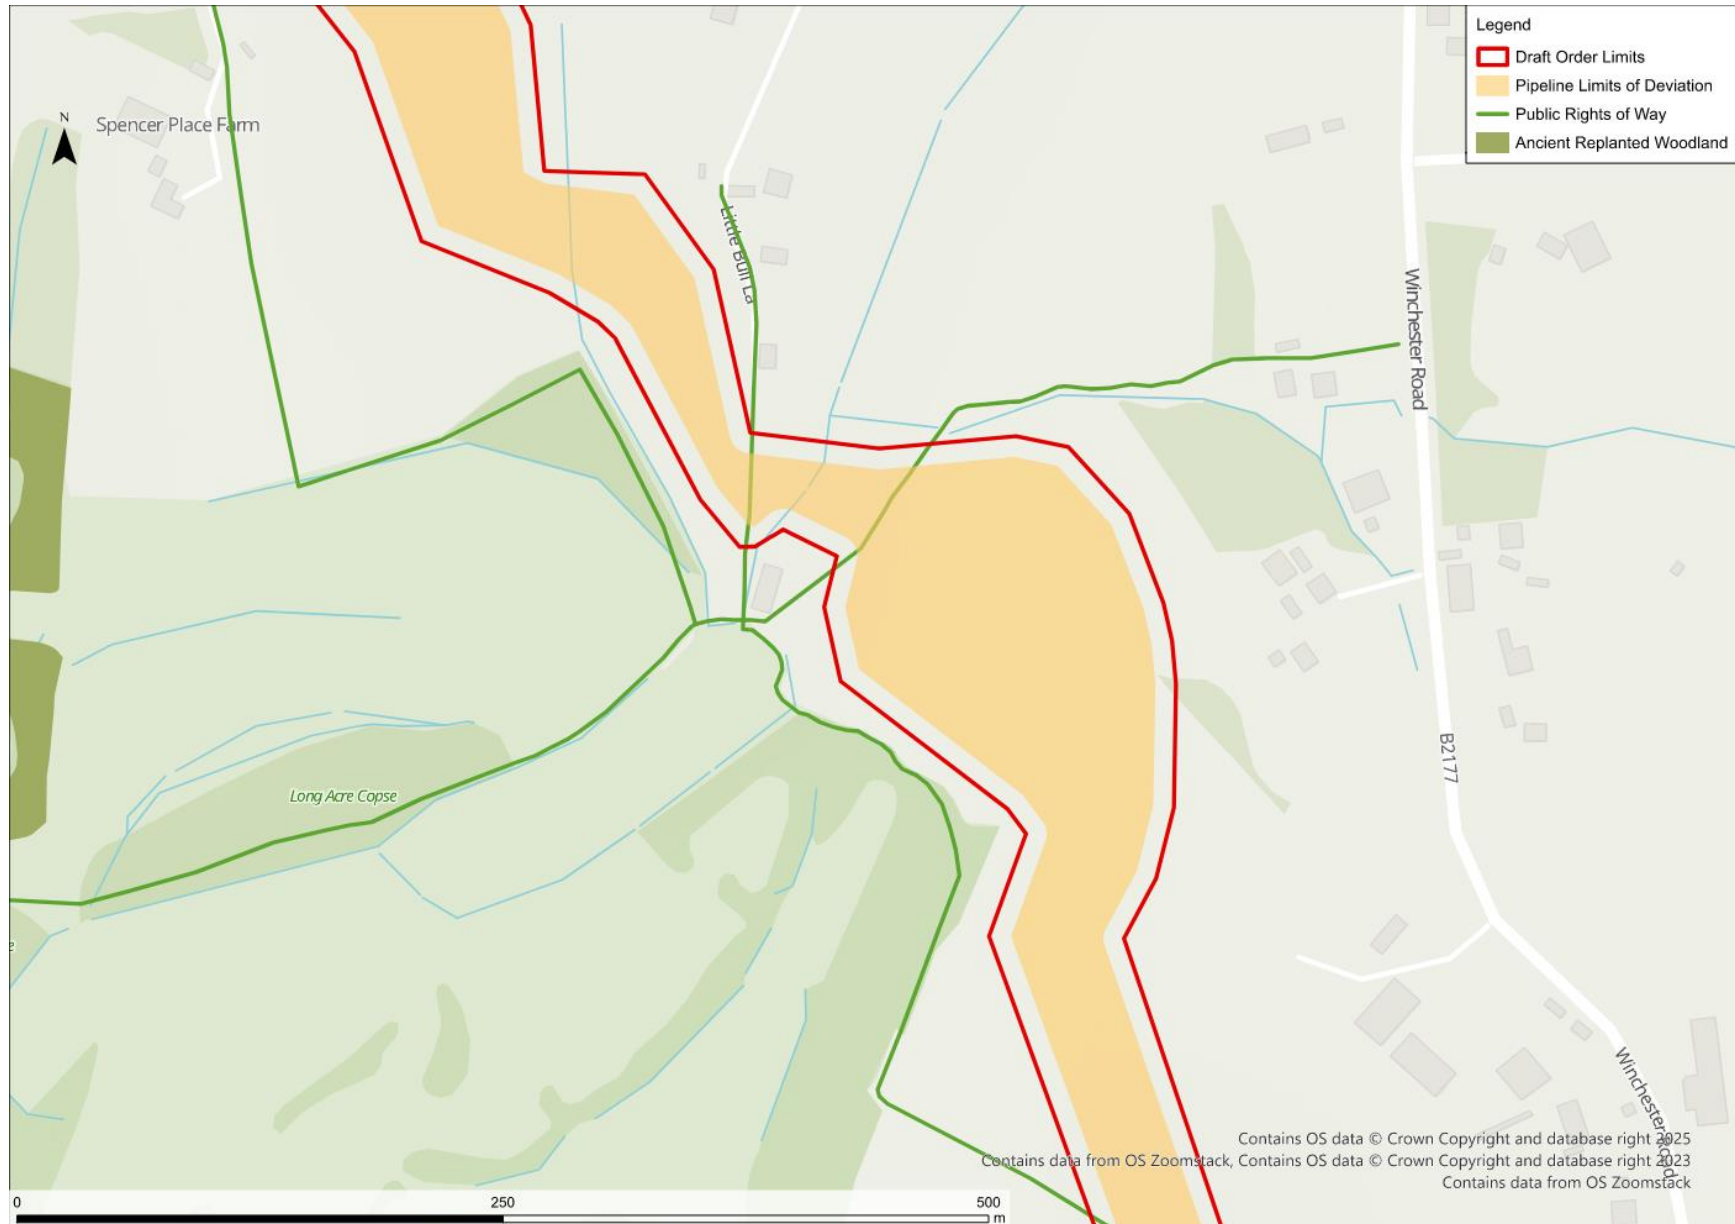 Legend
Draft Order Limits
Pipeline Limits of Deviation
Public Rights of Way
Ancient Replanted Woodland
N
Spencer Place Farm
Little Bull La
Winchester Road
B2177
Long Acre Copse
e
Winchester Road
Contains OS data © Crown Copyright and database right 2025
Contains data from OS Zoomstack, Contains OS data © Crown Copyright and database right 2023
Contains data from OS Zoomstack
0 250 500
m